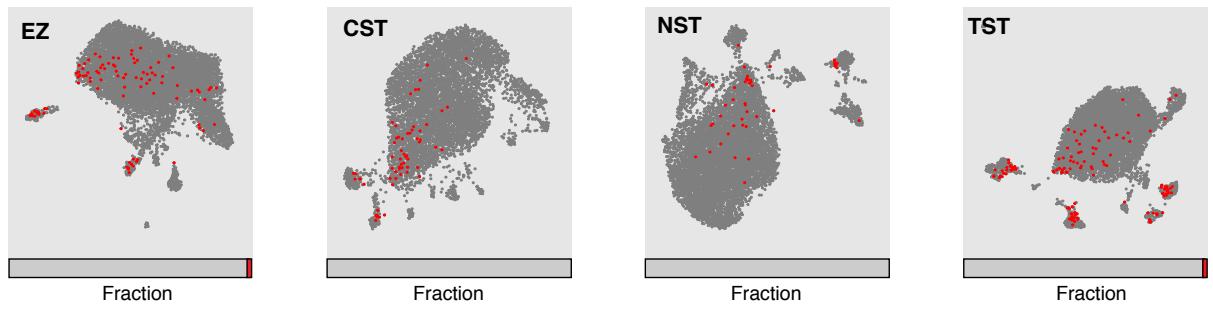 EZ
CST
NST
TST
Fraction
Fraction
Fraction
Fraction